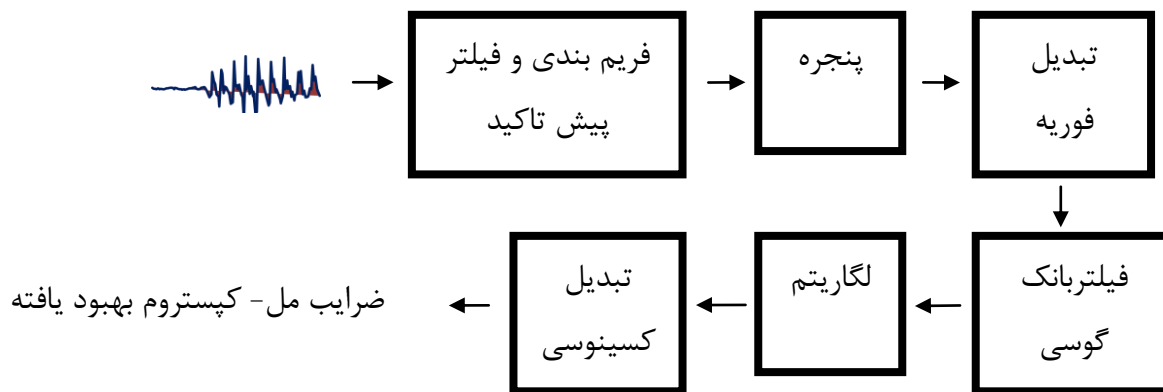 فریم بندی و فیلتر
پیش تاکید
پنجره
تبدیل
فوریه
فیلتربانک
گوسی
لگاریتم
تبدیل
کسینوسی
ضرایب مل- کپستروم بهبود یافته